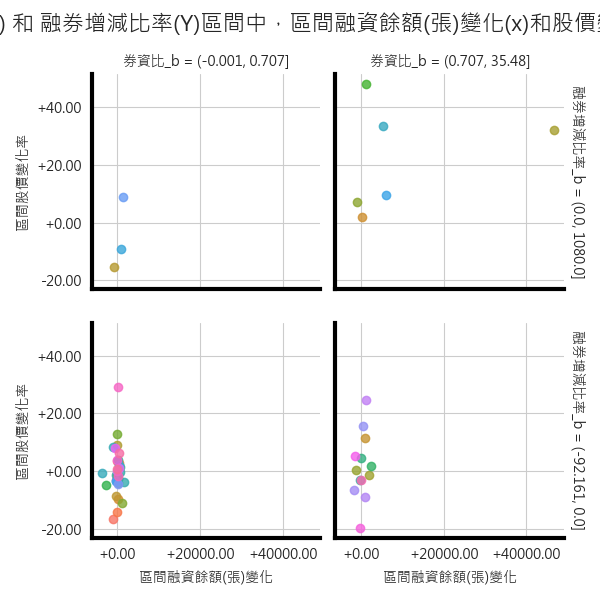 ) 和 融券增減比率(Y)區間中，區間融資餘額(張)變化(x)和股價
券資比_b = (-0.001, 0.707]
券資比_b = (0.707, 35.48]
+40.00
+20.00
+0.00
-20.00
區間股價變化率
融券增減比率_b = (0.0, 1080.0]
+40.00
+20.00
+0.00
-20.00
區間股價變化率
融券增減比率_b = (-92.161, 0.0]
+0.00 +20000.00 +40000.00
+0.00 +20000.00 +40000.00
區間融資餘額(張)變化
區間融資餘額(張)變化